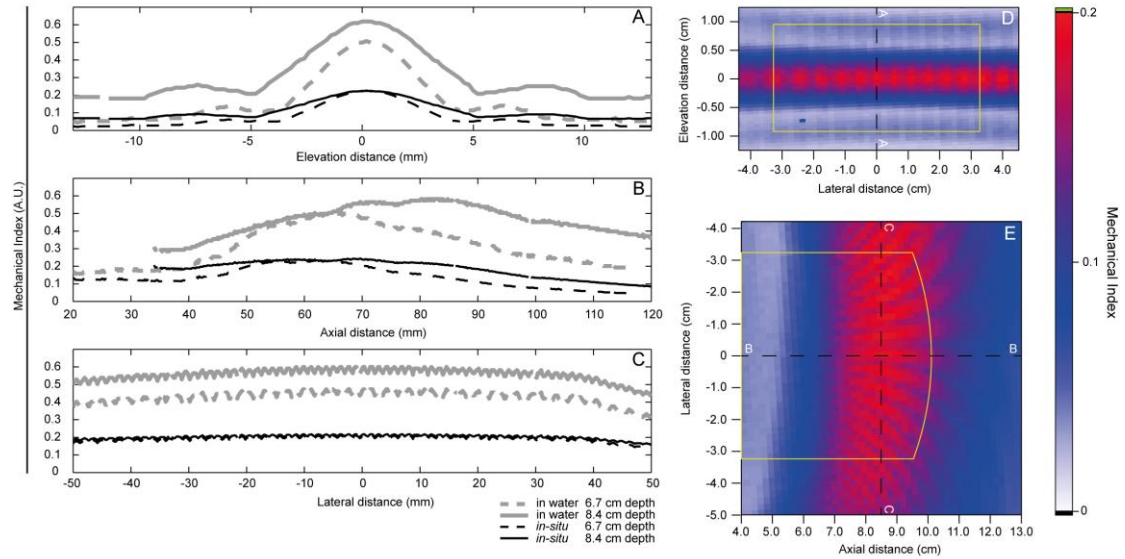 A
0.6
0.5
0.4
0.3
0.2
0.1
0
-10 -5 0 5 10
Elevation distance (mm)
B
0.6
0.5
0.4
0.3
0.2
0.1
0
20 30 40 50 60 70 80 90 100 110 120
Axial distance (mm)
Mechanical Index (A.U.)
C
0.6
0.5
0.4
0.3
0.2
0.1
0
-50 -40 -30 -20 -10 0 10 20 30 40 50
Lateral distance (mm)
in water 6.7 cm depth
in water 8.4 cm depth
in-situ 6.7 cm depth
in-situ 8.4 cm depth
D
A
A
1.00
0.50
0
-0.50
-1.00
Elevation distance (cm)
-4.0 -3.0 -2.0 -1.0 0 1.0 2.0 3.0 4.0
Lateral distance (cm)
E
C
B B
C
-4.0
-3.0
-2.0
-1.0
0
1.0
2.0
3.0
-4.0
-5.0
Lateral distance (cm)
4.0 5.0 6.0 7.0 8.0 9.0 10.0 11.0 13.0
Axial distance (cm)
0.2
0.1
0
Mechanical Index